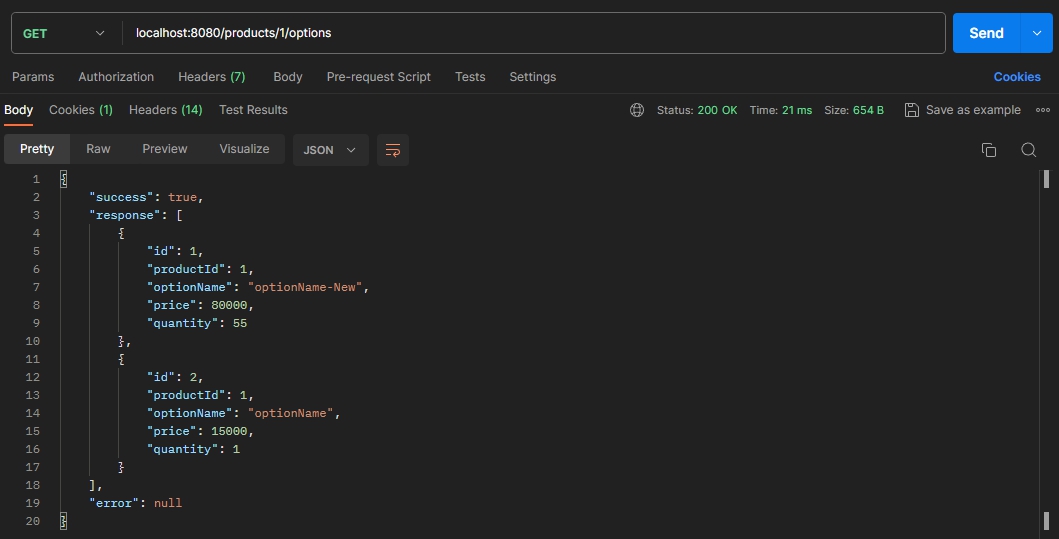 GET localhost:8080/products/1/options Send
Params Authorization Headers (7) Body Pre-request Script Tests Settings Cookies
Body Cookies (1) Headers (14) Test Results Status: 200 OK Time: 21 ms Size: 654 B Save as example
Pretty Raw Preview Visualize JSON
1 {
2 "success": true,
3 "response": [
4 {
5 "id": 1,
6 "productId": 1,
7 "optionName": "optionName-New",
8 "price": 80000,
9 "quantity": 55
10 },
11 {
12 "id": 2,
13 "productId": 1,
14 "optionName": "optionName",
15 "price": 15000,
16 "quantity": 1
17 }
18 ],
19 "error": null
20 }